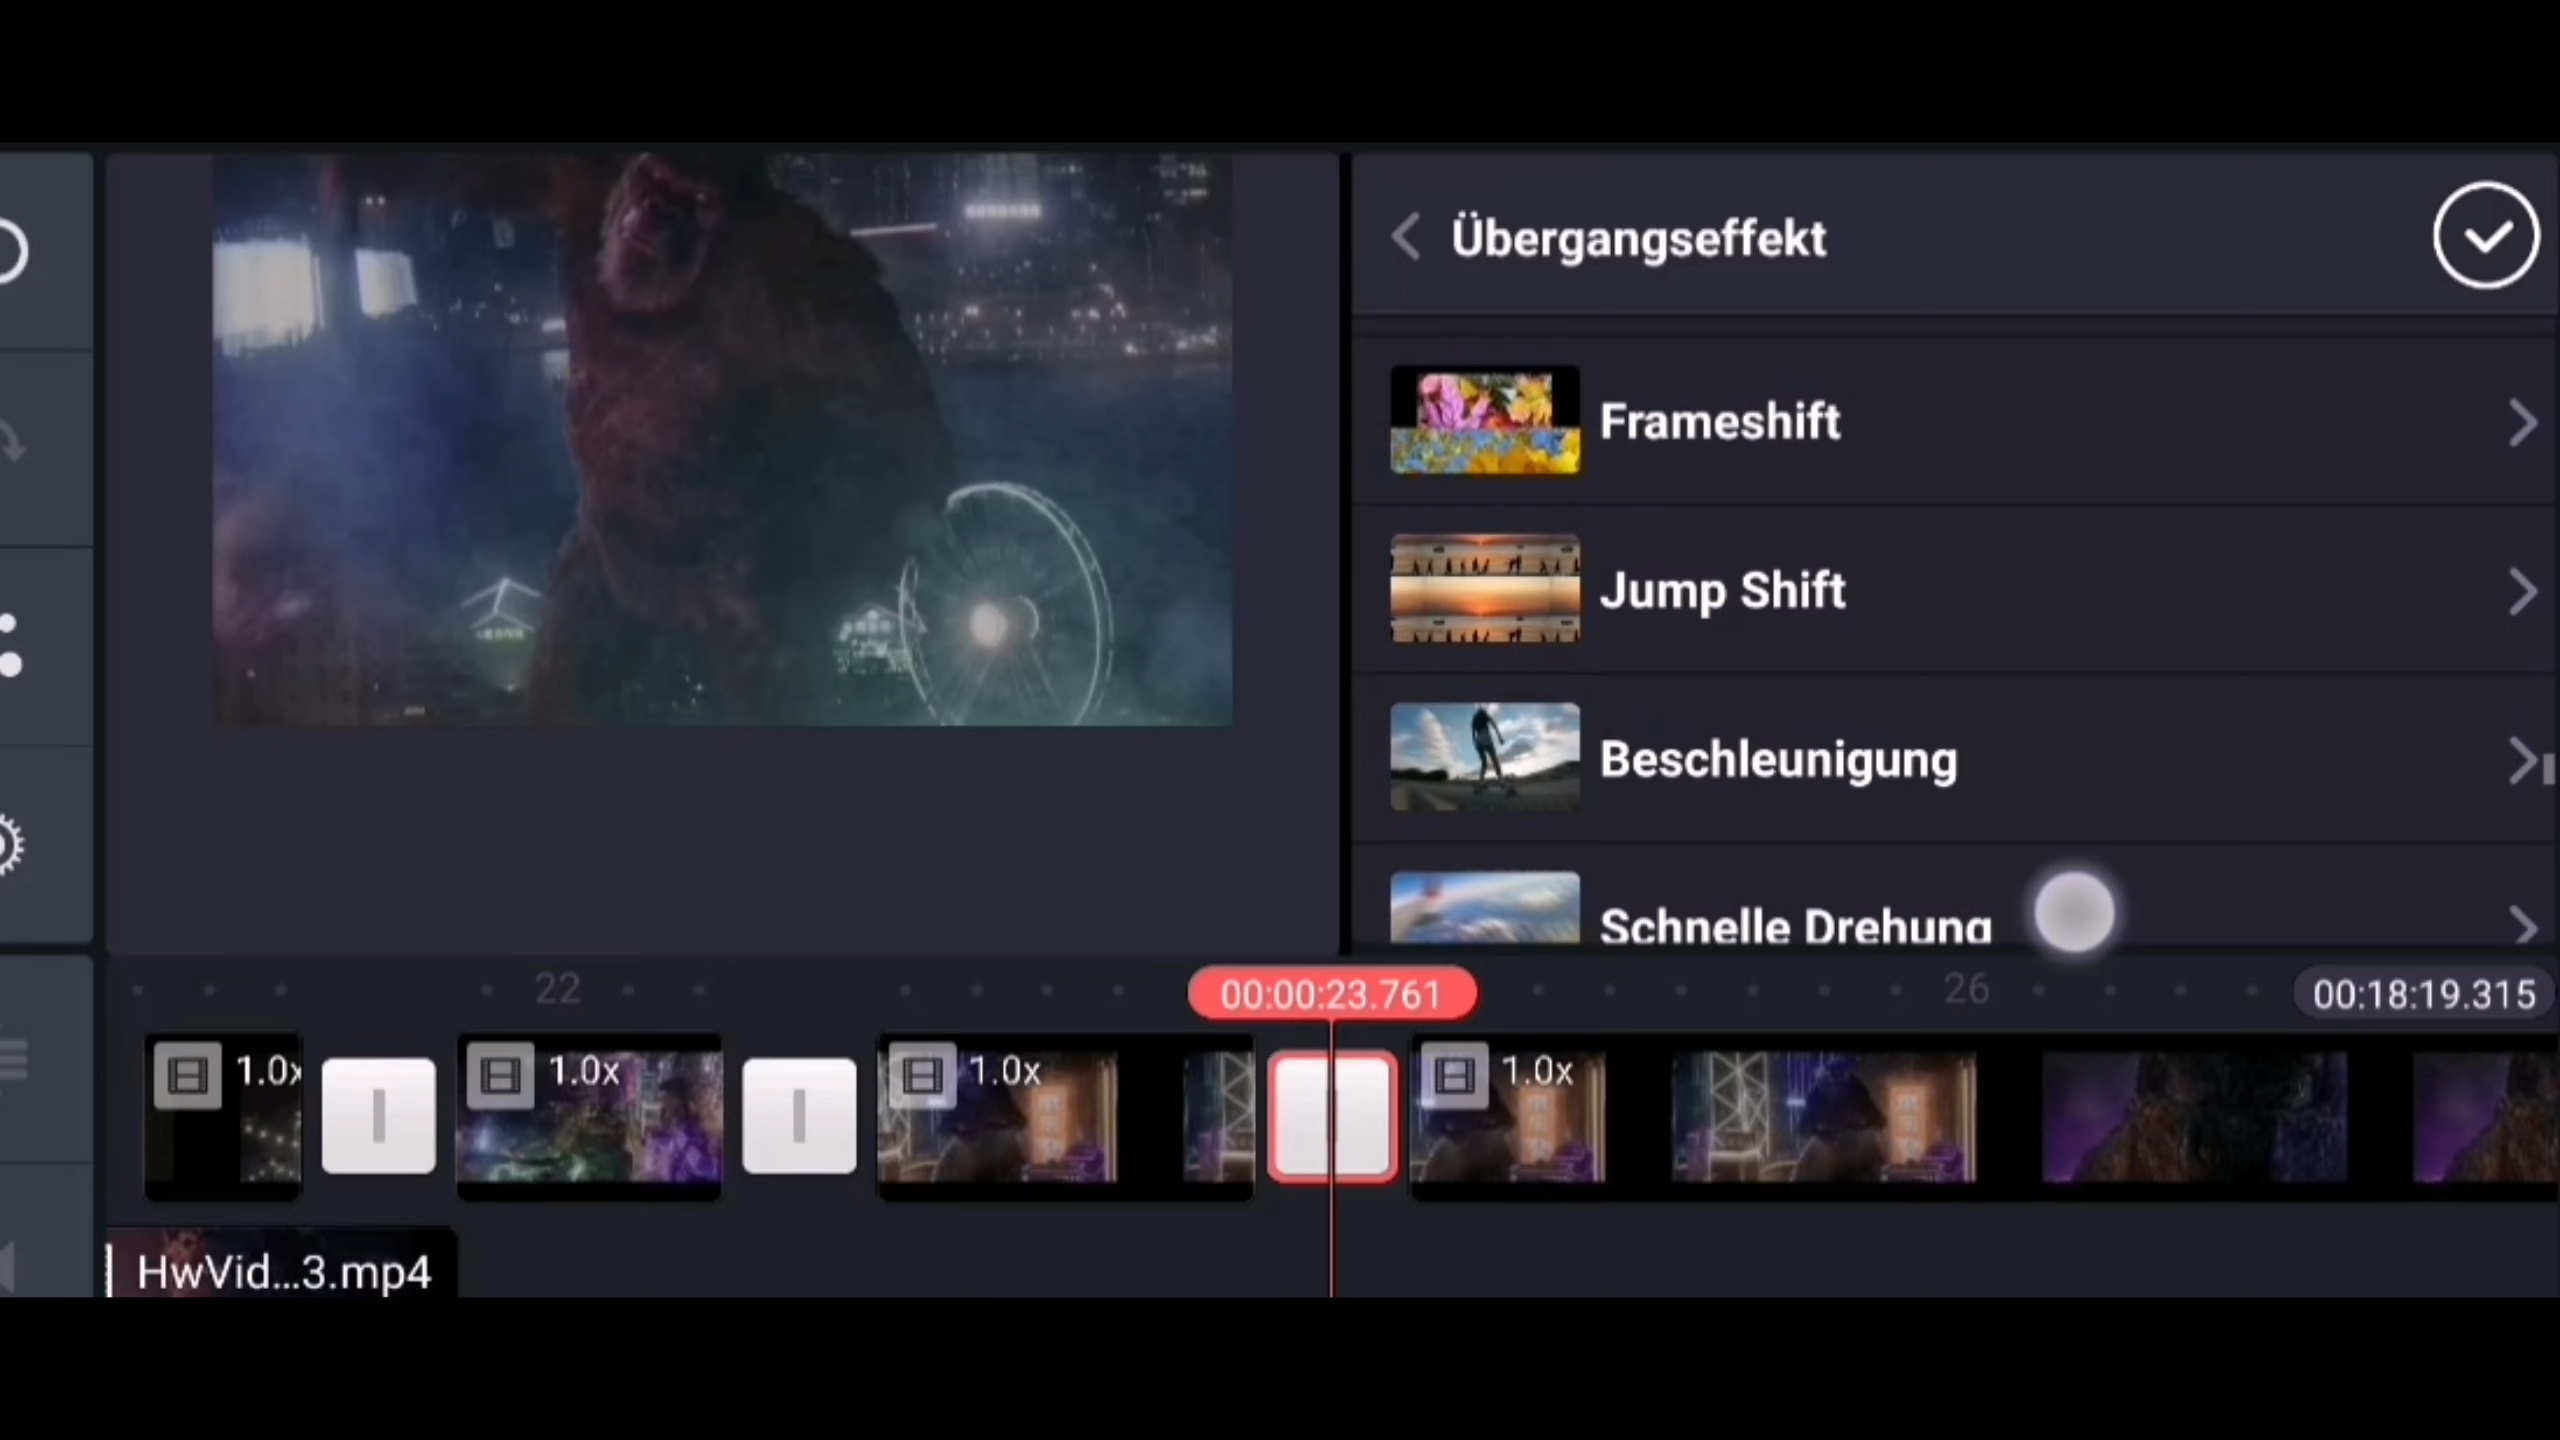 Übergangseffekt
Frameshift
Jump Shift
Beschleunigung
Schnelle Drehung
22
00:00:23.761
26
00:18:19.315
1.0x
1.0x
1.0x
1.0x
HwVid...3.mp4